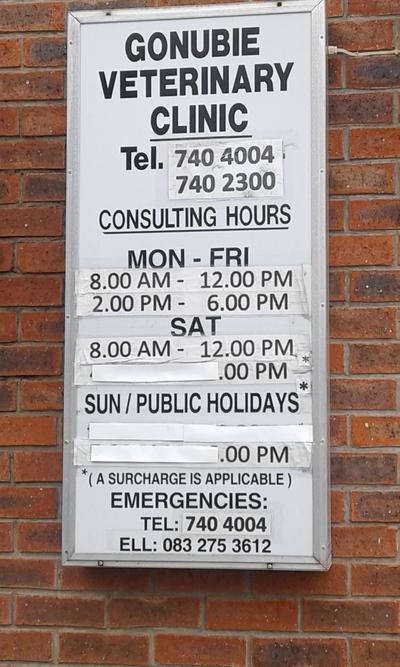 GONUBIE
VETERINARY
CLINIC
Tel. 740 4004
740 2300
CONSULTING HOURS
MON - FRI
8.00 AM - 12.00 PM
2.00 PM - 6.00 PM
SAT
8.00 AM - 12.00 PM
*
.00 PM
*
SUN / PUBLIC HOLIDAYS
.00 PM
*( A SURCHARGE IS APPLICABLE )
EMERGENCIES:
TEL: 740 4004
ELL: 083 275 3612